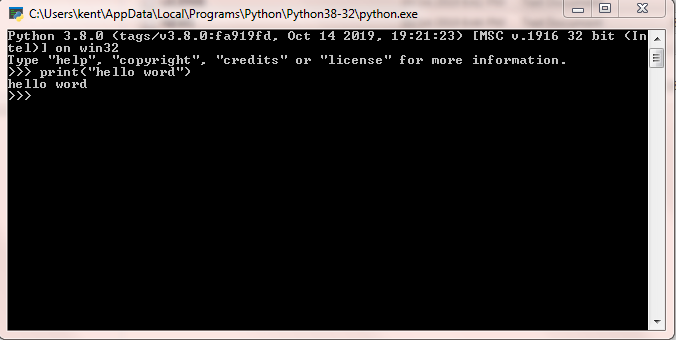 C:\Users\kent\AppData\Local\Programs\Python\Python38-32\python.exe
Python 3.8.0 (tags/v3.8.0:fa919fd, Oct 14 2019, 19:21:23) [MSC v.1916 32 bit (In
tel)] on win32
Type "help", "copyright", "credits" or "license" for more information.
>>> print("hello word")
hello word
>>>